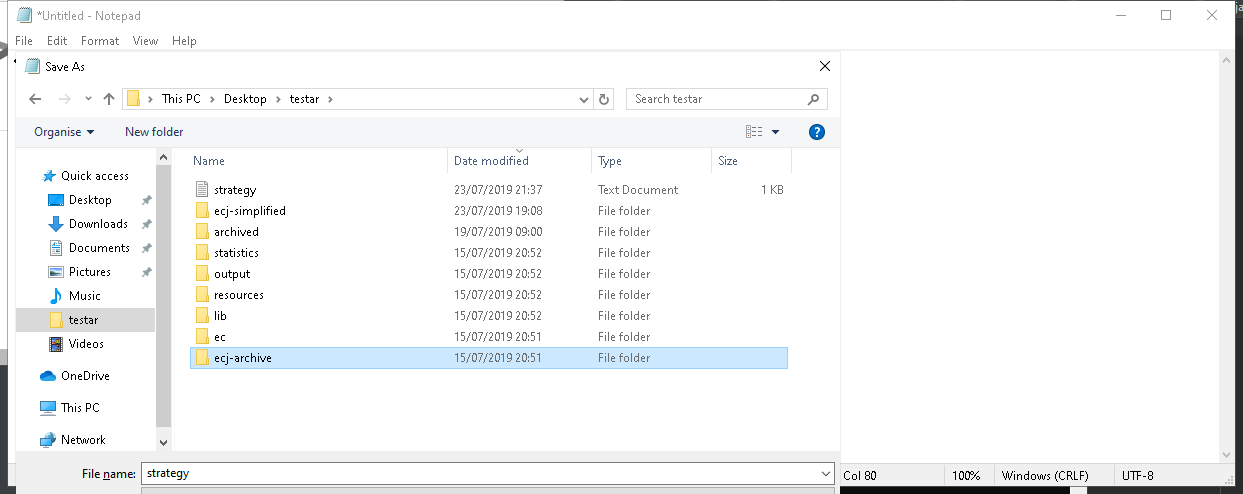 *Untitled - Notepad
File Edit Format View Help
Save As
This PC > Desktop > testar >
Search testar
Organise New folder
Name Date modified Type Size
Quick access
Desktop
Downloads
Documents
Pictures
Music
testar
Videos
OneDrive
This PC
Network
strategy 23/07/2019 21:37 Text Document 1 KB
ecj-simplified 23/07/2019 19:08 File folder
archived 19/07/2019 09:00 File folder
statistics 15/07/2019 20:52 File folder
output 15/07/2019 20:52 File folder
resources 15/07/2019 20:52 File folder
lib 15/07/2019 20:52 File folder
ec 15/07/2019 20:51 File folder
ecj-archive 15/07/2019 20:51 File folder
File name: strategy
Col 80 100% Windows (CRLF) UTF-8